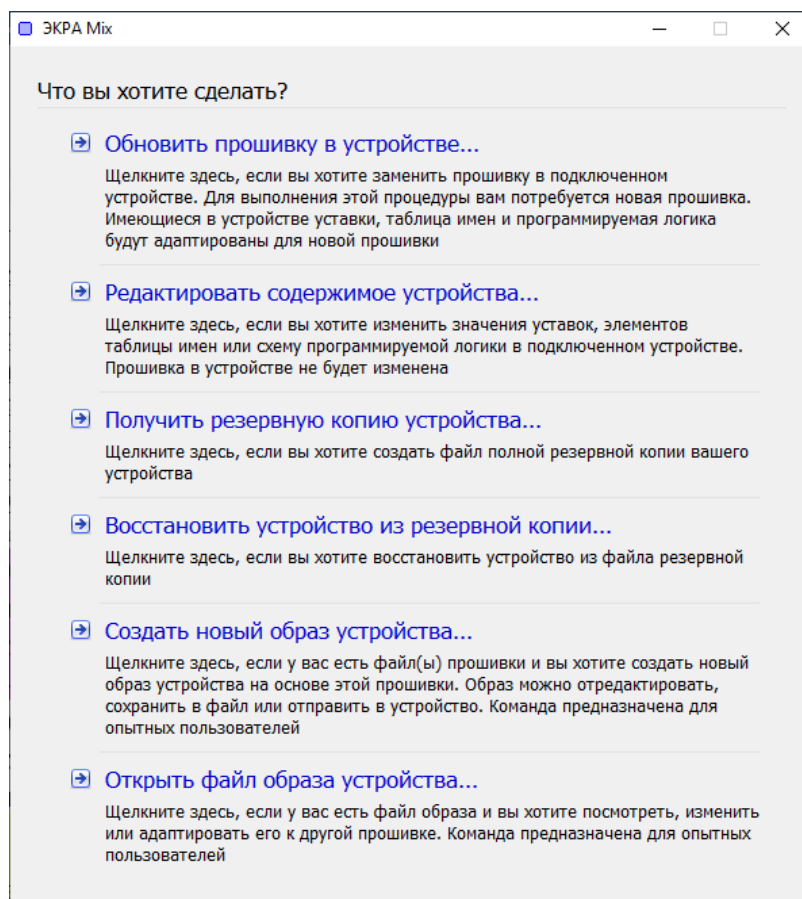 ЭКРА Mix
Что вы хотите сделать?
Обновить прошивку в устройстве...
Щелкните здесь, если вы хотите заменить прошивку в подключенном
устройстве. Для выполнения этой процедуры вам потребуется новая прошивка.
Имеющиеся в устройстве уставки, таблица имен и программируемая логика
будут адаптированы для новой прошивки
Редактировать содержимое устройства...
Щелкните здесь, если вы хотите изменить значения уставок, элементов
таблицы имен или схему программируемой логики в подключенном устройстве.
Прошивка в устройстве не будет изменена
Получить резервную копию устройства...
Щелкните здесь, если вы хотите создать файл полной резервной копии вашего
устройства
Восстановить устройство из резервной копии...
Щелкните здесь, если вы хотите восстановить устройство из файла резервной
копии
Создать новый образ устройства...
Щелкните здесь, если у вас есть файл(ы) прошивки и вы хотите создать новый
образ устройства на основе этой прошивки. Образ можно отредактировать,
сохранить в файл или отправить в устройство. Команда предназначена для
опытных пользователей
Открыть файл образа устройства...
Щелкните здесь, если у вас есть файл образа и вы хотите посмотреть, изменить
или адаптировать его к другой прошивке. Команда предназначена для опытных
пользователей